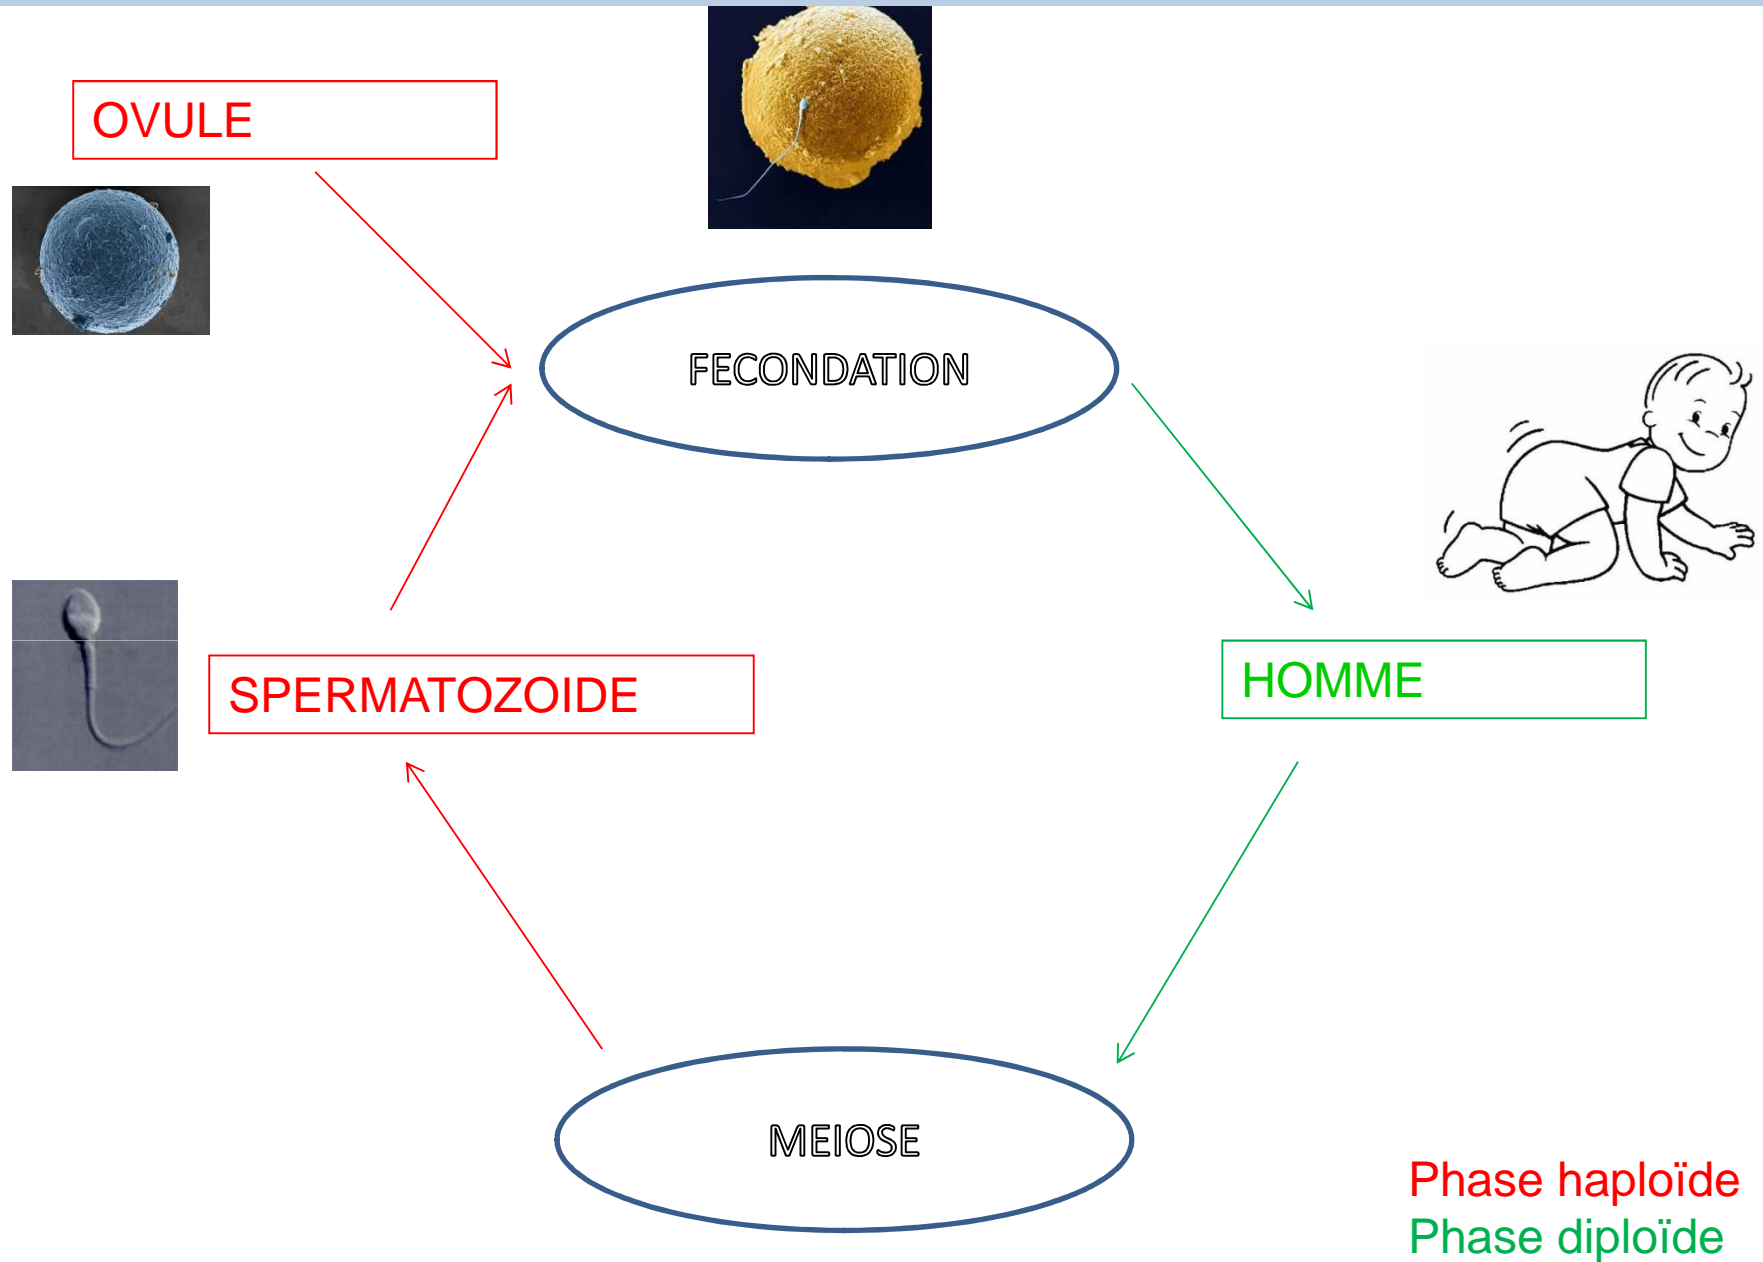 OVULE
FECONDATION
SPERMATOZOIDE
HOMME
MEIOSE
Phase haploïde
Phase diploïde